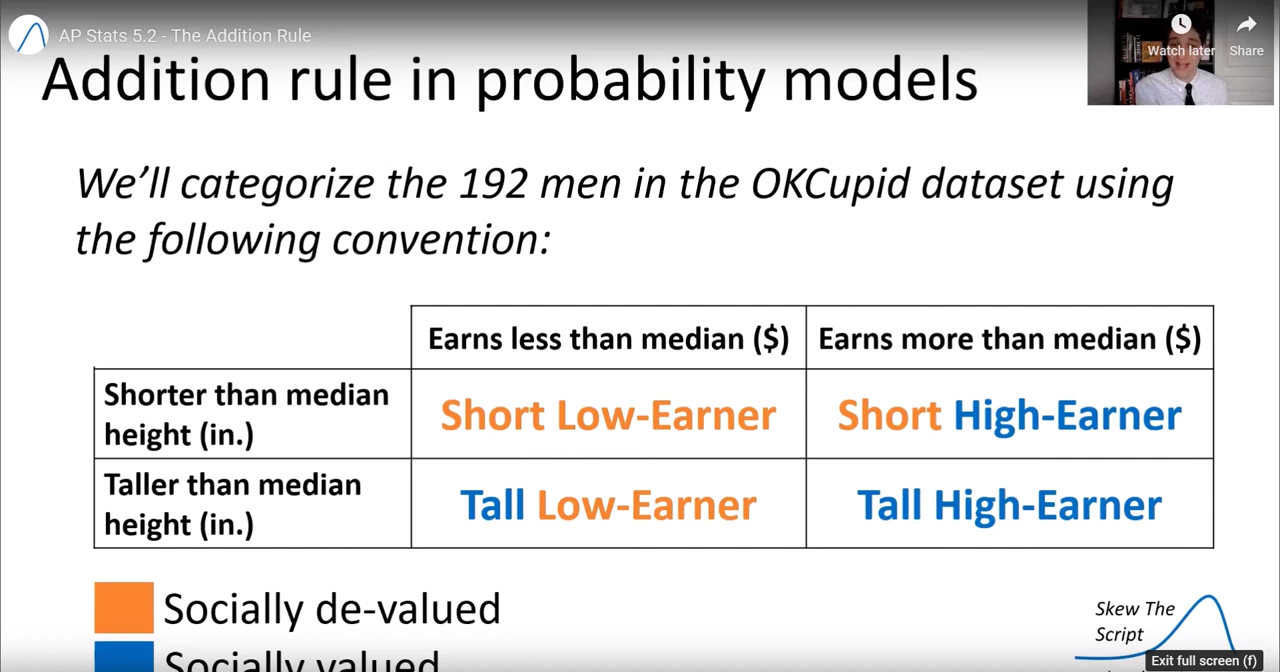 AP Stats 5.2 - The Addition Rule
Watch later
Share
Addition rule in probability models
We'll categorize the 192 men in the OKCupid dataset using
the following convention:
Earns less than median ($)
Earns more than median ($)
Shorter than median
height (in.)
Short Low-Earner
Short High-Earner
Taller than median
height (in.)
Tall Low-Earner
Tall High-Earner
Socially de-valued
Socially valued
Skew The
Script
Exit full screen (f)